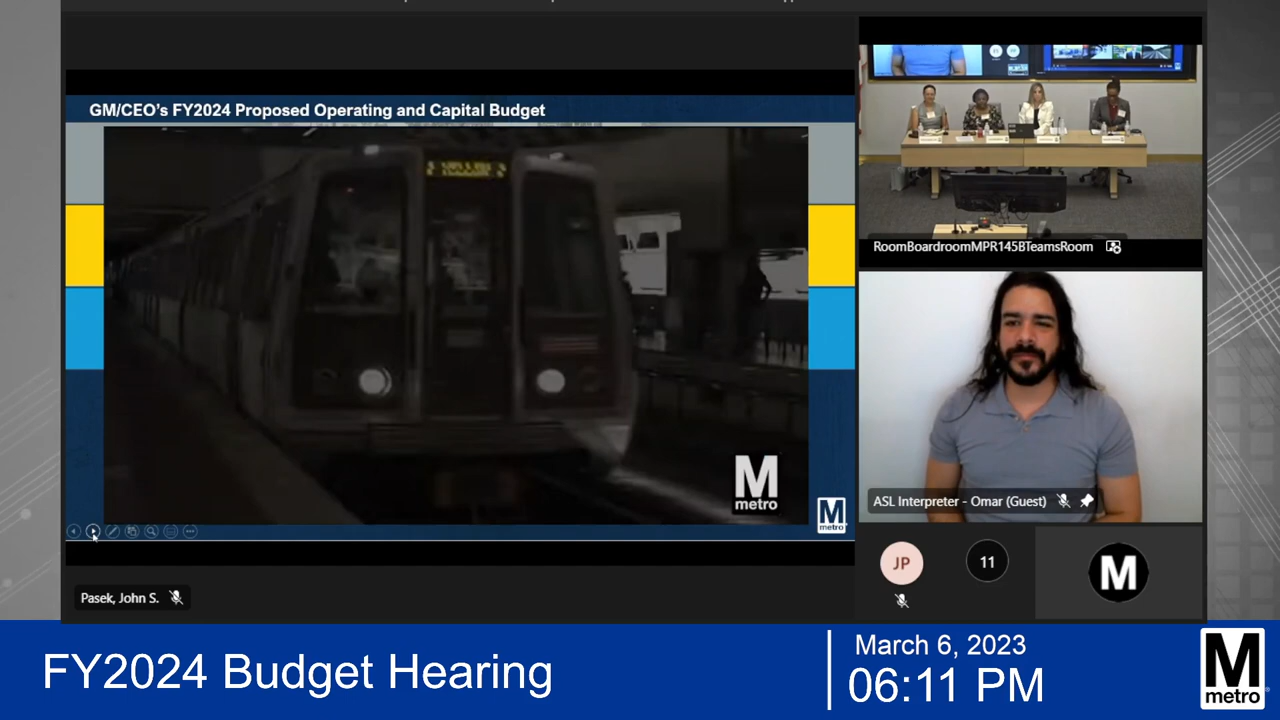 GM/CEO's FY2024 Proposed Operating and Capital Budget
M
metro
M
metro
Pasek, John S.
RoomBoardroomMPR145BTeamsRoom
ASL Interpreter - Omar (Guest)
JP
11
M
FY2024 Budget Hearing
March 6, 2023
06:11 PM
M
metro